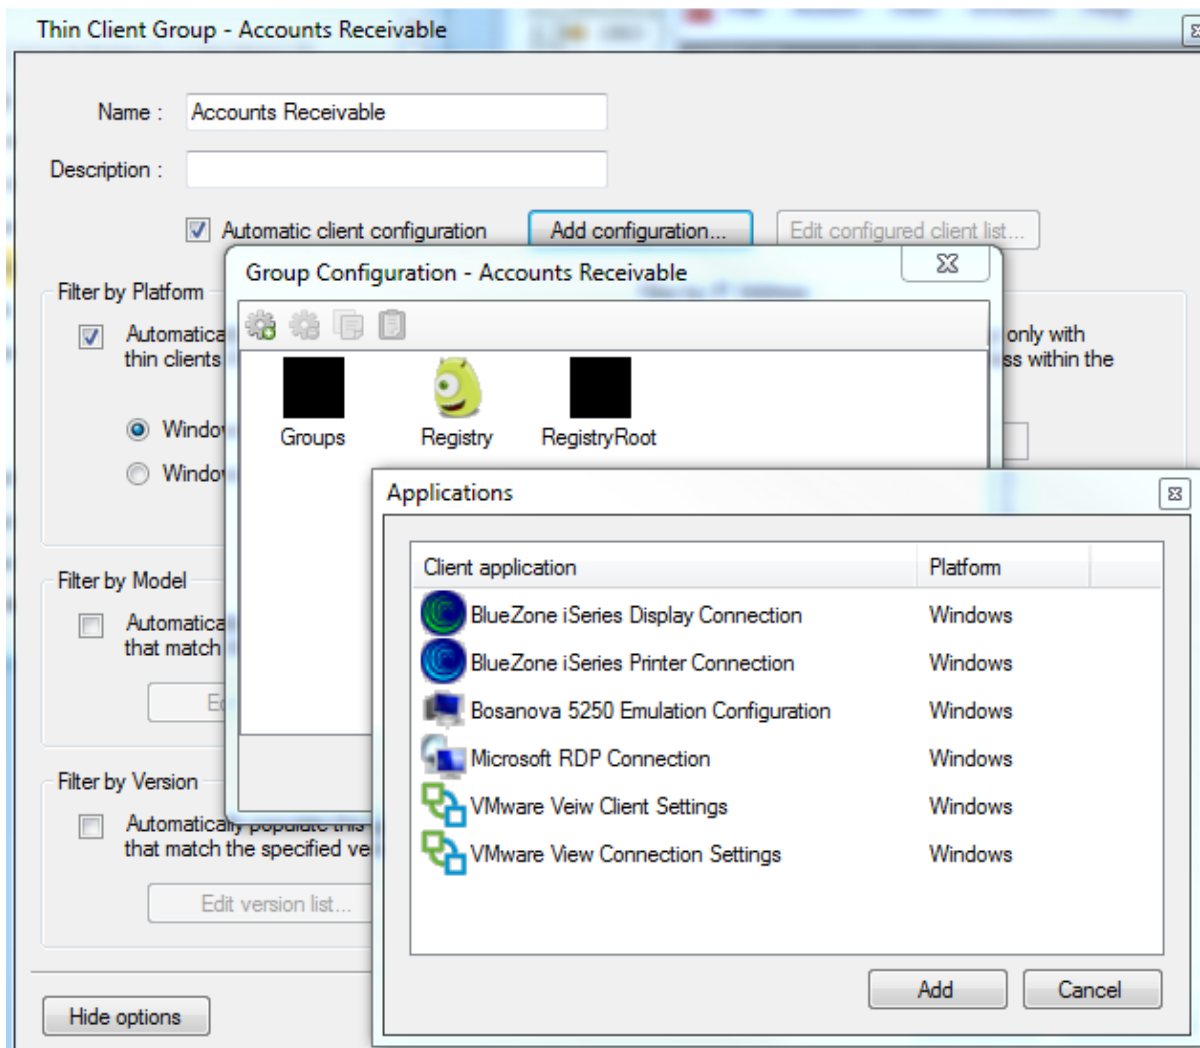 Thin Client Group - Accounts Receivable
Name :
Accounts Receivable
Description :
Automatic client configuration
Add configuration...
Edit configured client list...
Group Configuration - Accounts Receivable
Filter by Platform
Automatica
only with
thin clients
ss within the
Windo
Windo
Groups
Registry
RegistryRoot
Applications
Client application
Platform
BlueZone iSeries Display Connection
Windows
BlueZone iSeries Printer Connection
Windows
Bosanova 5250 Emulation Configuration
Windows
Microsoft RDP Connection
Windows
VMware Veiw Client Settings
Windows
VMware View Connection Settings
Windows
Add
Cancel
Filter by Model
Automatica
that match
Ed
Filter by Version
Automatically populate this
that match the specified ve
Edit version list...
Hide options